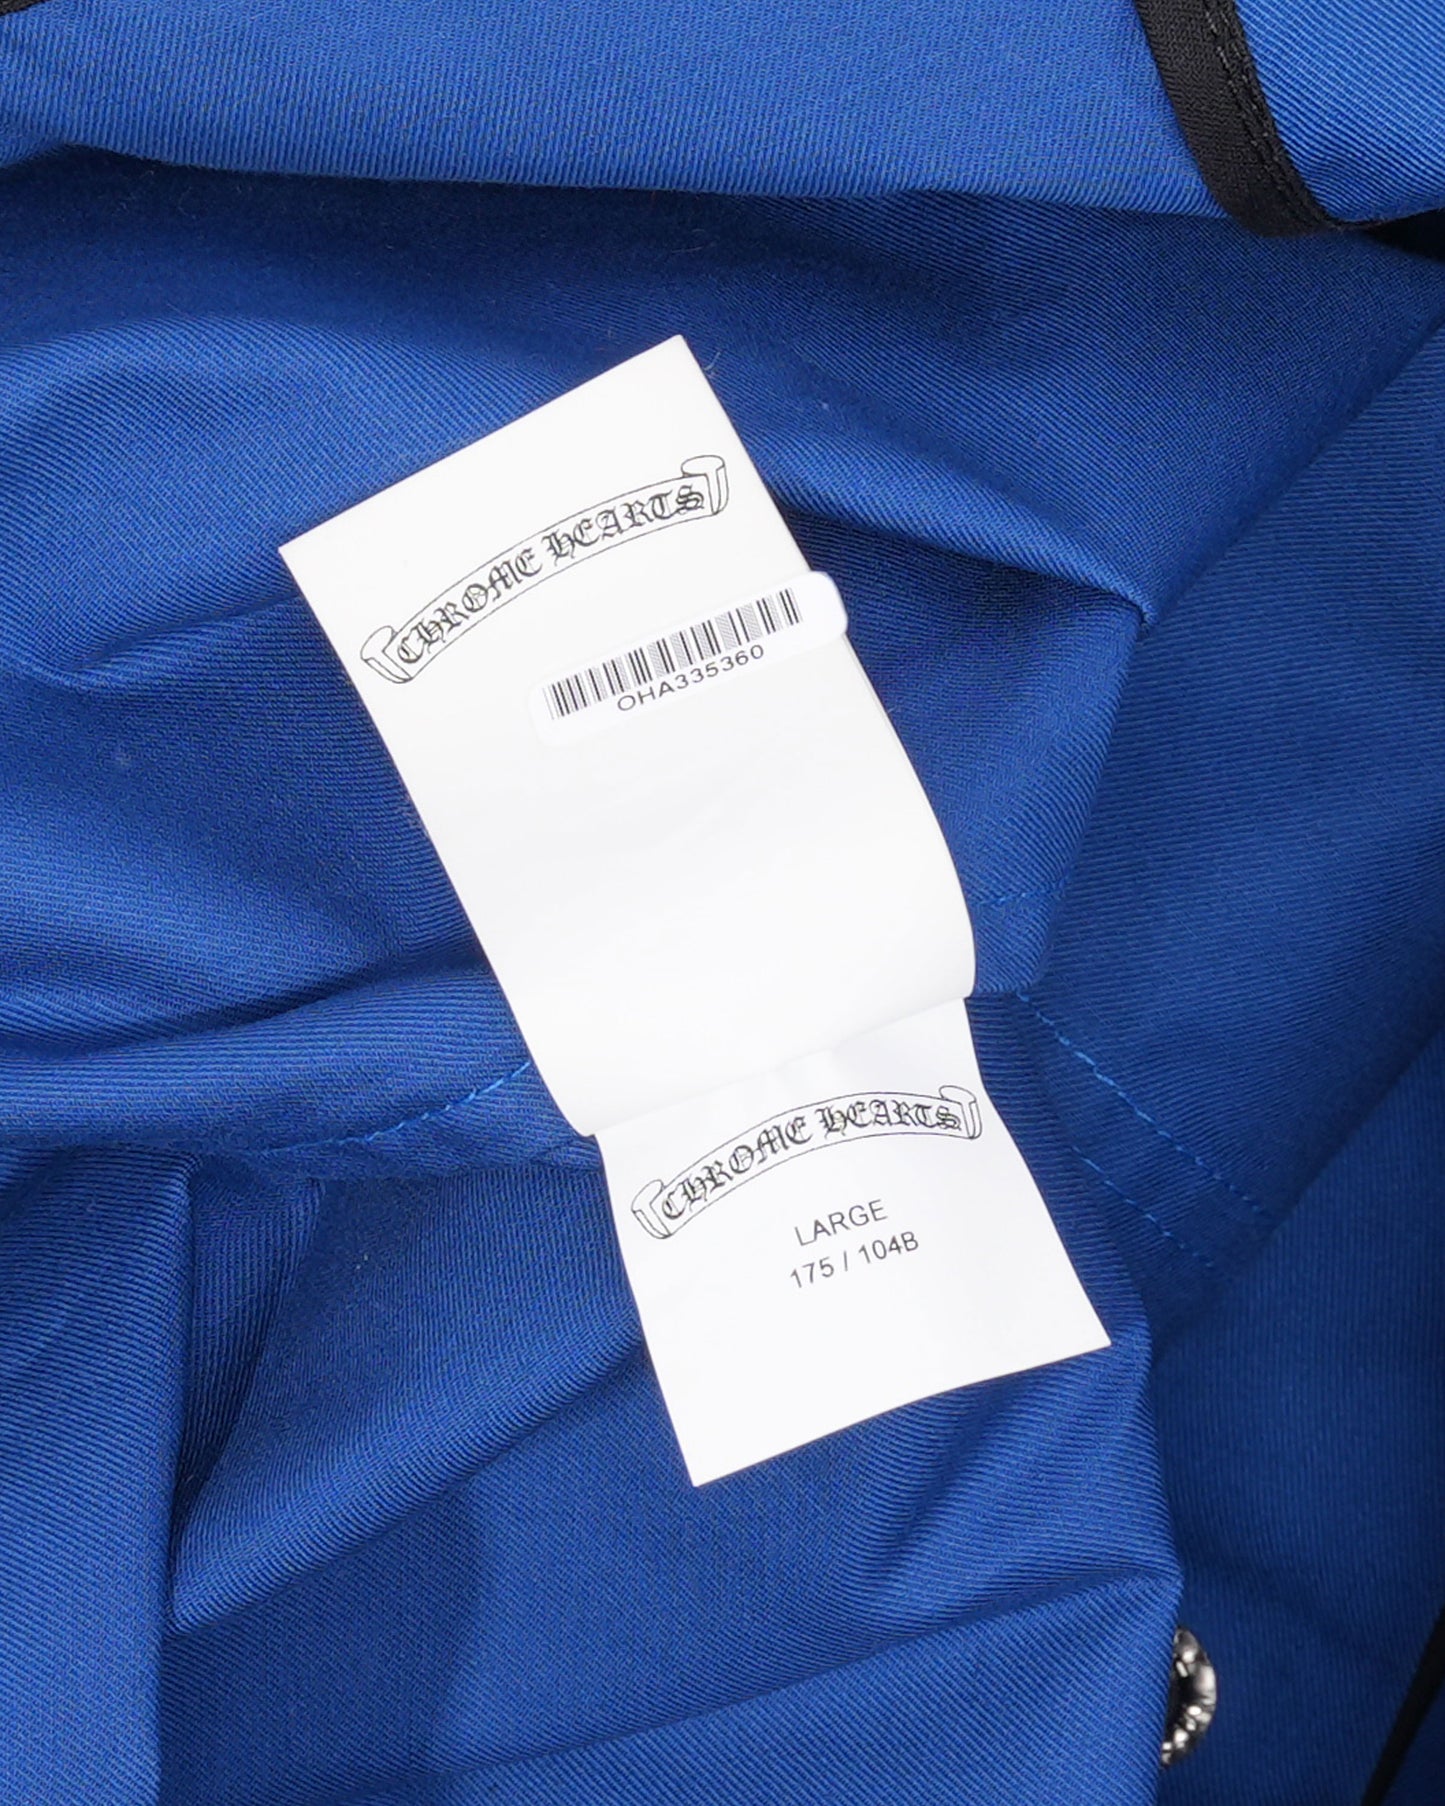 CHROME HEARTS
OHA335360
CHROME HEARTS
LARGE
175 / 104B